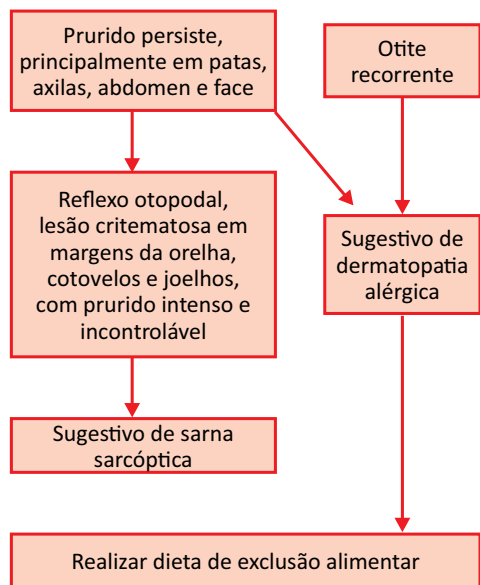 Prurido persiste,
principalmente em patas,
axilas, abdomen e face
Otite
recorrente
Reflexo otopodal,
lesão critematosa em
margens da orelha,
cotovelos e joelhos,
com prurido intenso e
incontrolável
Sugestivo de
dermatopatia
alérgica
Sugestivo de sarna
sarcóptica
Realizar dieta de exclusão alimentar